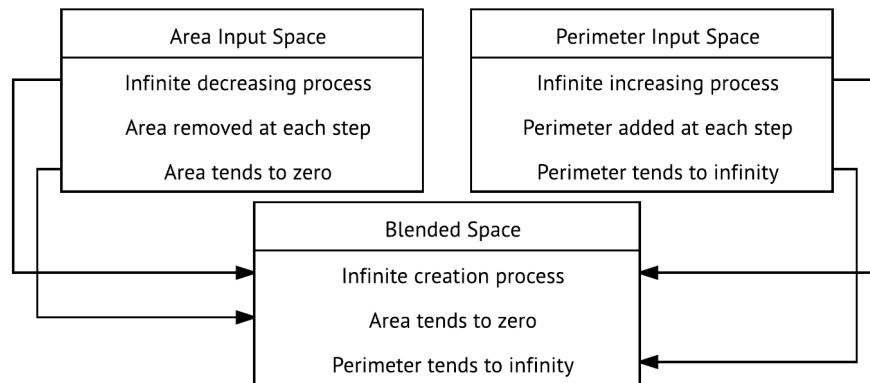 Area Input Space
Infinite decreasing process
Area removed at each step
Area tends to zero
Perimeter Input Space
Infinite increasing process
Perimeter added at each step
Perimeter tends to infinity
Blended Space
Infinite creation process
Area tends to zero
Perimeter tends to infinity